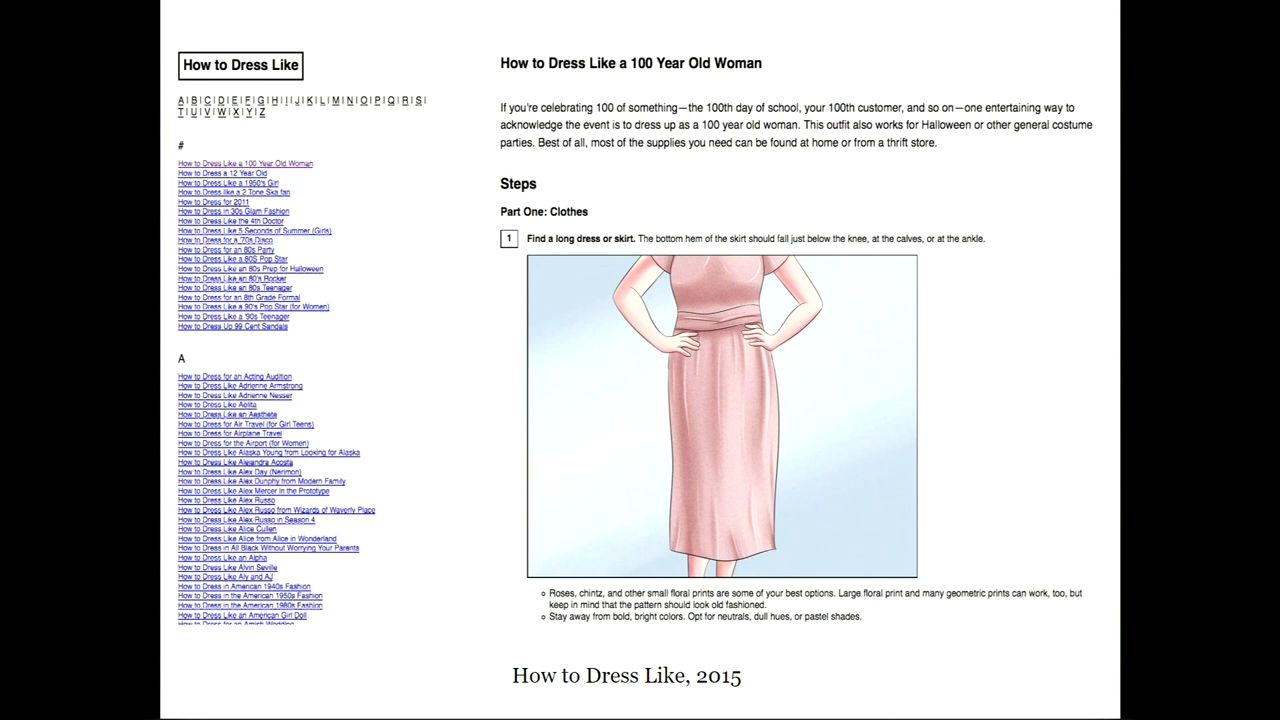 How to Dress Like
A | B | C | D | E | F | G | H | I | J | K | L | M | N | O | P | Q | R | S |
T | U | V | W | X | Y | Z
#
How to Dress Like a 100 Year Old Woman
How to Dress a 12 Year Old
How to Dress Like a 1950's Girl
How to Dress like a 2 Tone Ska fan
How to Dress for 2011
How to Dress in 30s Glam Fashion
How to Dress Like the 4th Doctor
How to Dress Like 5 Seconds of Summer (Girls)
How to Dress for a '70s Disco
How to Dress for an 80s Party
How to Dress Like a 80S Pop Star
How to Dress Like an 80s Prep for Halloween
How to Dress Like an 80's Rocker
How to Dress Like an 80s Teenager
How to Dress for an 8th Grade Formal
How to Dress Like a 90's Pop Star (for Women)
How to Dress Like a '90s Teenager
How to Dress Up 99 Cent Sandals
A
How to Dress for an Acting Audition
How to Dress Like Adrienne Armstrong
How to Dress Like Adrienne Nesser
How to Dress Like Aelita
How to Dress Like an Aesthete
How to Dress for Air Travel (for Girl Teens)
How to Dress for Airplane Travel
How to Dress for the Airport (for Women)
How to Dress Like Alaska Young from Looking for Alaska
How to Dress Like Alejandra Acosta
How to Dress Like Alex Day (Nerimon)
How to Dress Like Alex Dunphy from Modern Family
How to Dress Like Alex Mercer in the Prototype
How to Dress Like Alex Russo
How to Dress Like Alex Russo from Wizards of Waverly Place
How to Dress Like Alex Russo in Season 4
How to Dress Like Alice Cullen
How to Dress Like Alice from Alice in Wonderland
How to Dress in All Black Without Worrying Your Parents
How to Dress Like an Alpha
How to Dress Like Alvin Seville
How to Dress Like Aly and AJ
How to Dress in American 1940s Fashion
How to Dress in the American 1950s Fashion
How to Dress in the American 1980s Fashion
How to Dress Like an American Girl Doll
How to Dress for an Amish Wedding
How to Dress Like a 100 Year Old Woman
If you're celebrating 100 of something—the 100th day of school, your 100th customer, and so on—one entertaining way to
acknowledge the event is to dress up as a 100 year old woman. This outfit also works for Halloween or other general costume
parties. Best of all, most of the supplies you need can be found at home or from a thrift store.
Steps
Part One: Clothes
1 Find a long dress or skirt. The bottom hem of the skirt should fall just below the knee, at the calves, or at the ankle.
Roses, chintz, and other small floral prints are some of your best options. Large floral print and many geometric prints can work, too, but
keep in mind that the pattern should look old fashioned.
Stay away from bold, bright colors. Opt for neutrals, dull hues, or pastel shades.
How to Dress Like, 2015